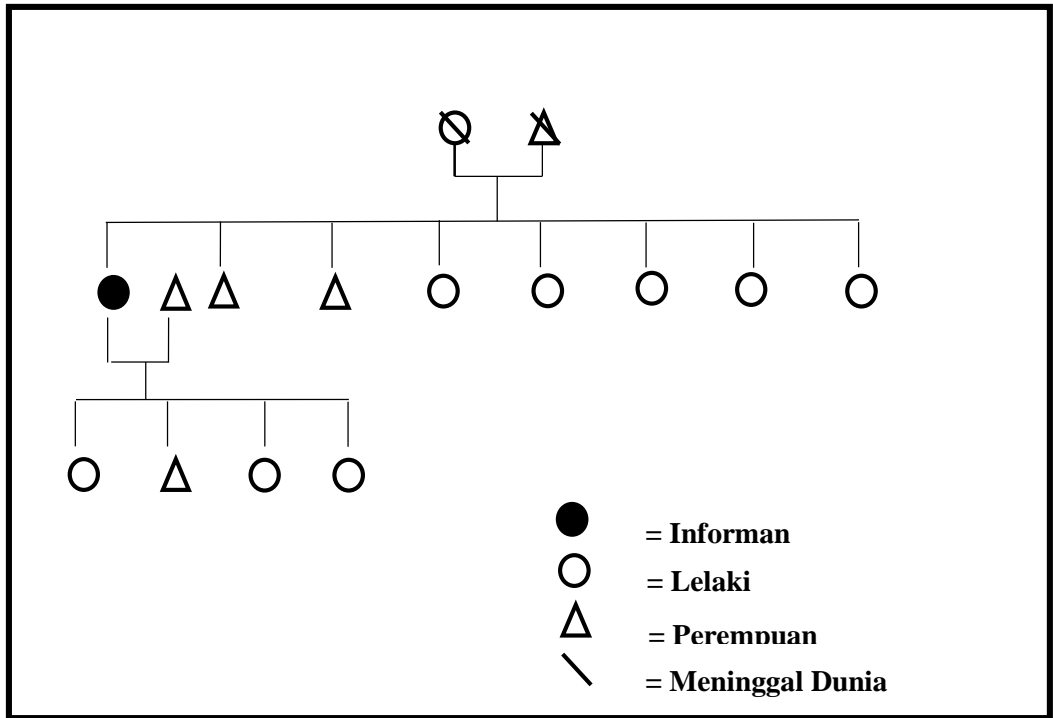 = Informan
= Lelaki
= Perempuan
= Meninggal Dunia